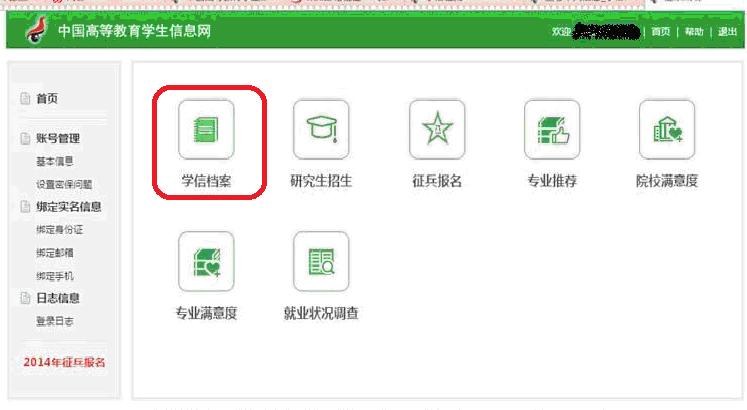 中国高等教育学生信息网
欢迎 | 首页 | 帮助 | 退出
首页
账号管理
基本信息
设置密保问题
绑定实名信息
绑定身份证
绑定邮箱
绑定手机
日志信息
登录日志
2014年征兵报名
学信档案
研究生招生
征兵报名
专业推荐
院校满意度
专业满意度
就业状况调查